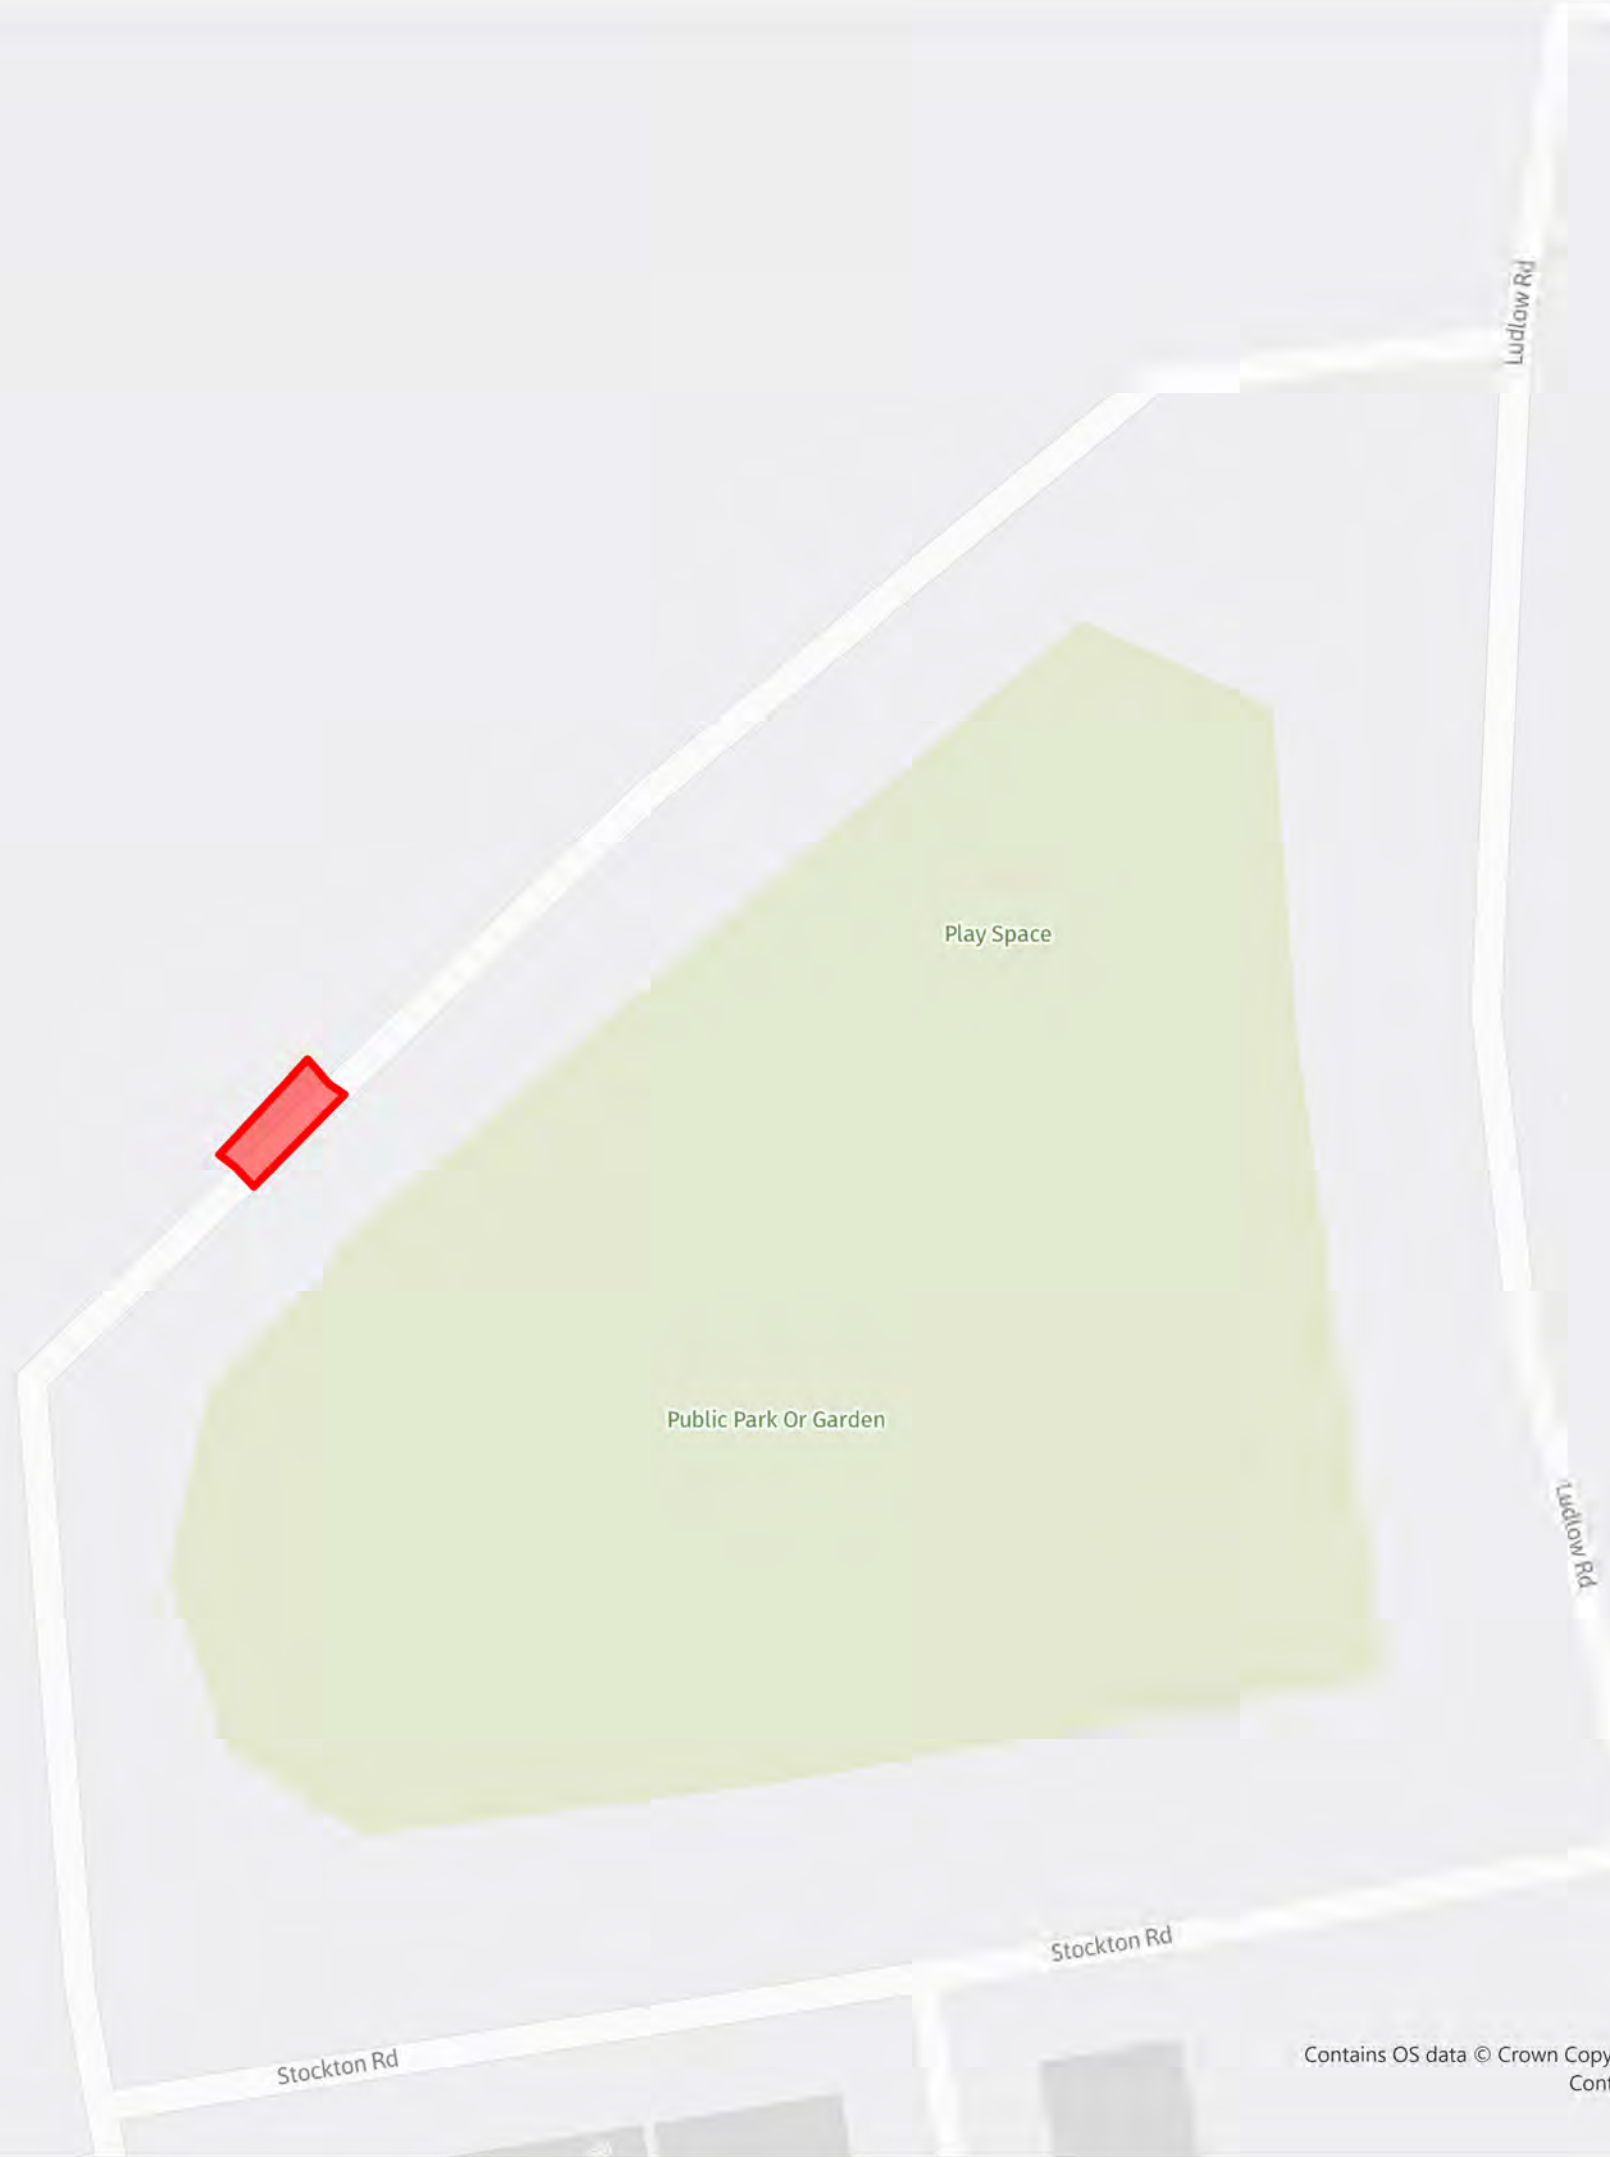 Ludlow Rd
Play Space
Public Park Or Garden
Ludlow Rd
Stockton Rd
Stockton Rd
Contains OS data © Crown Copy
Cont